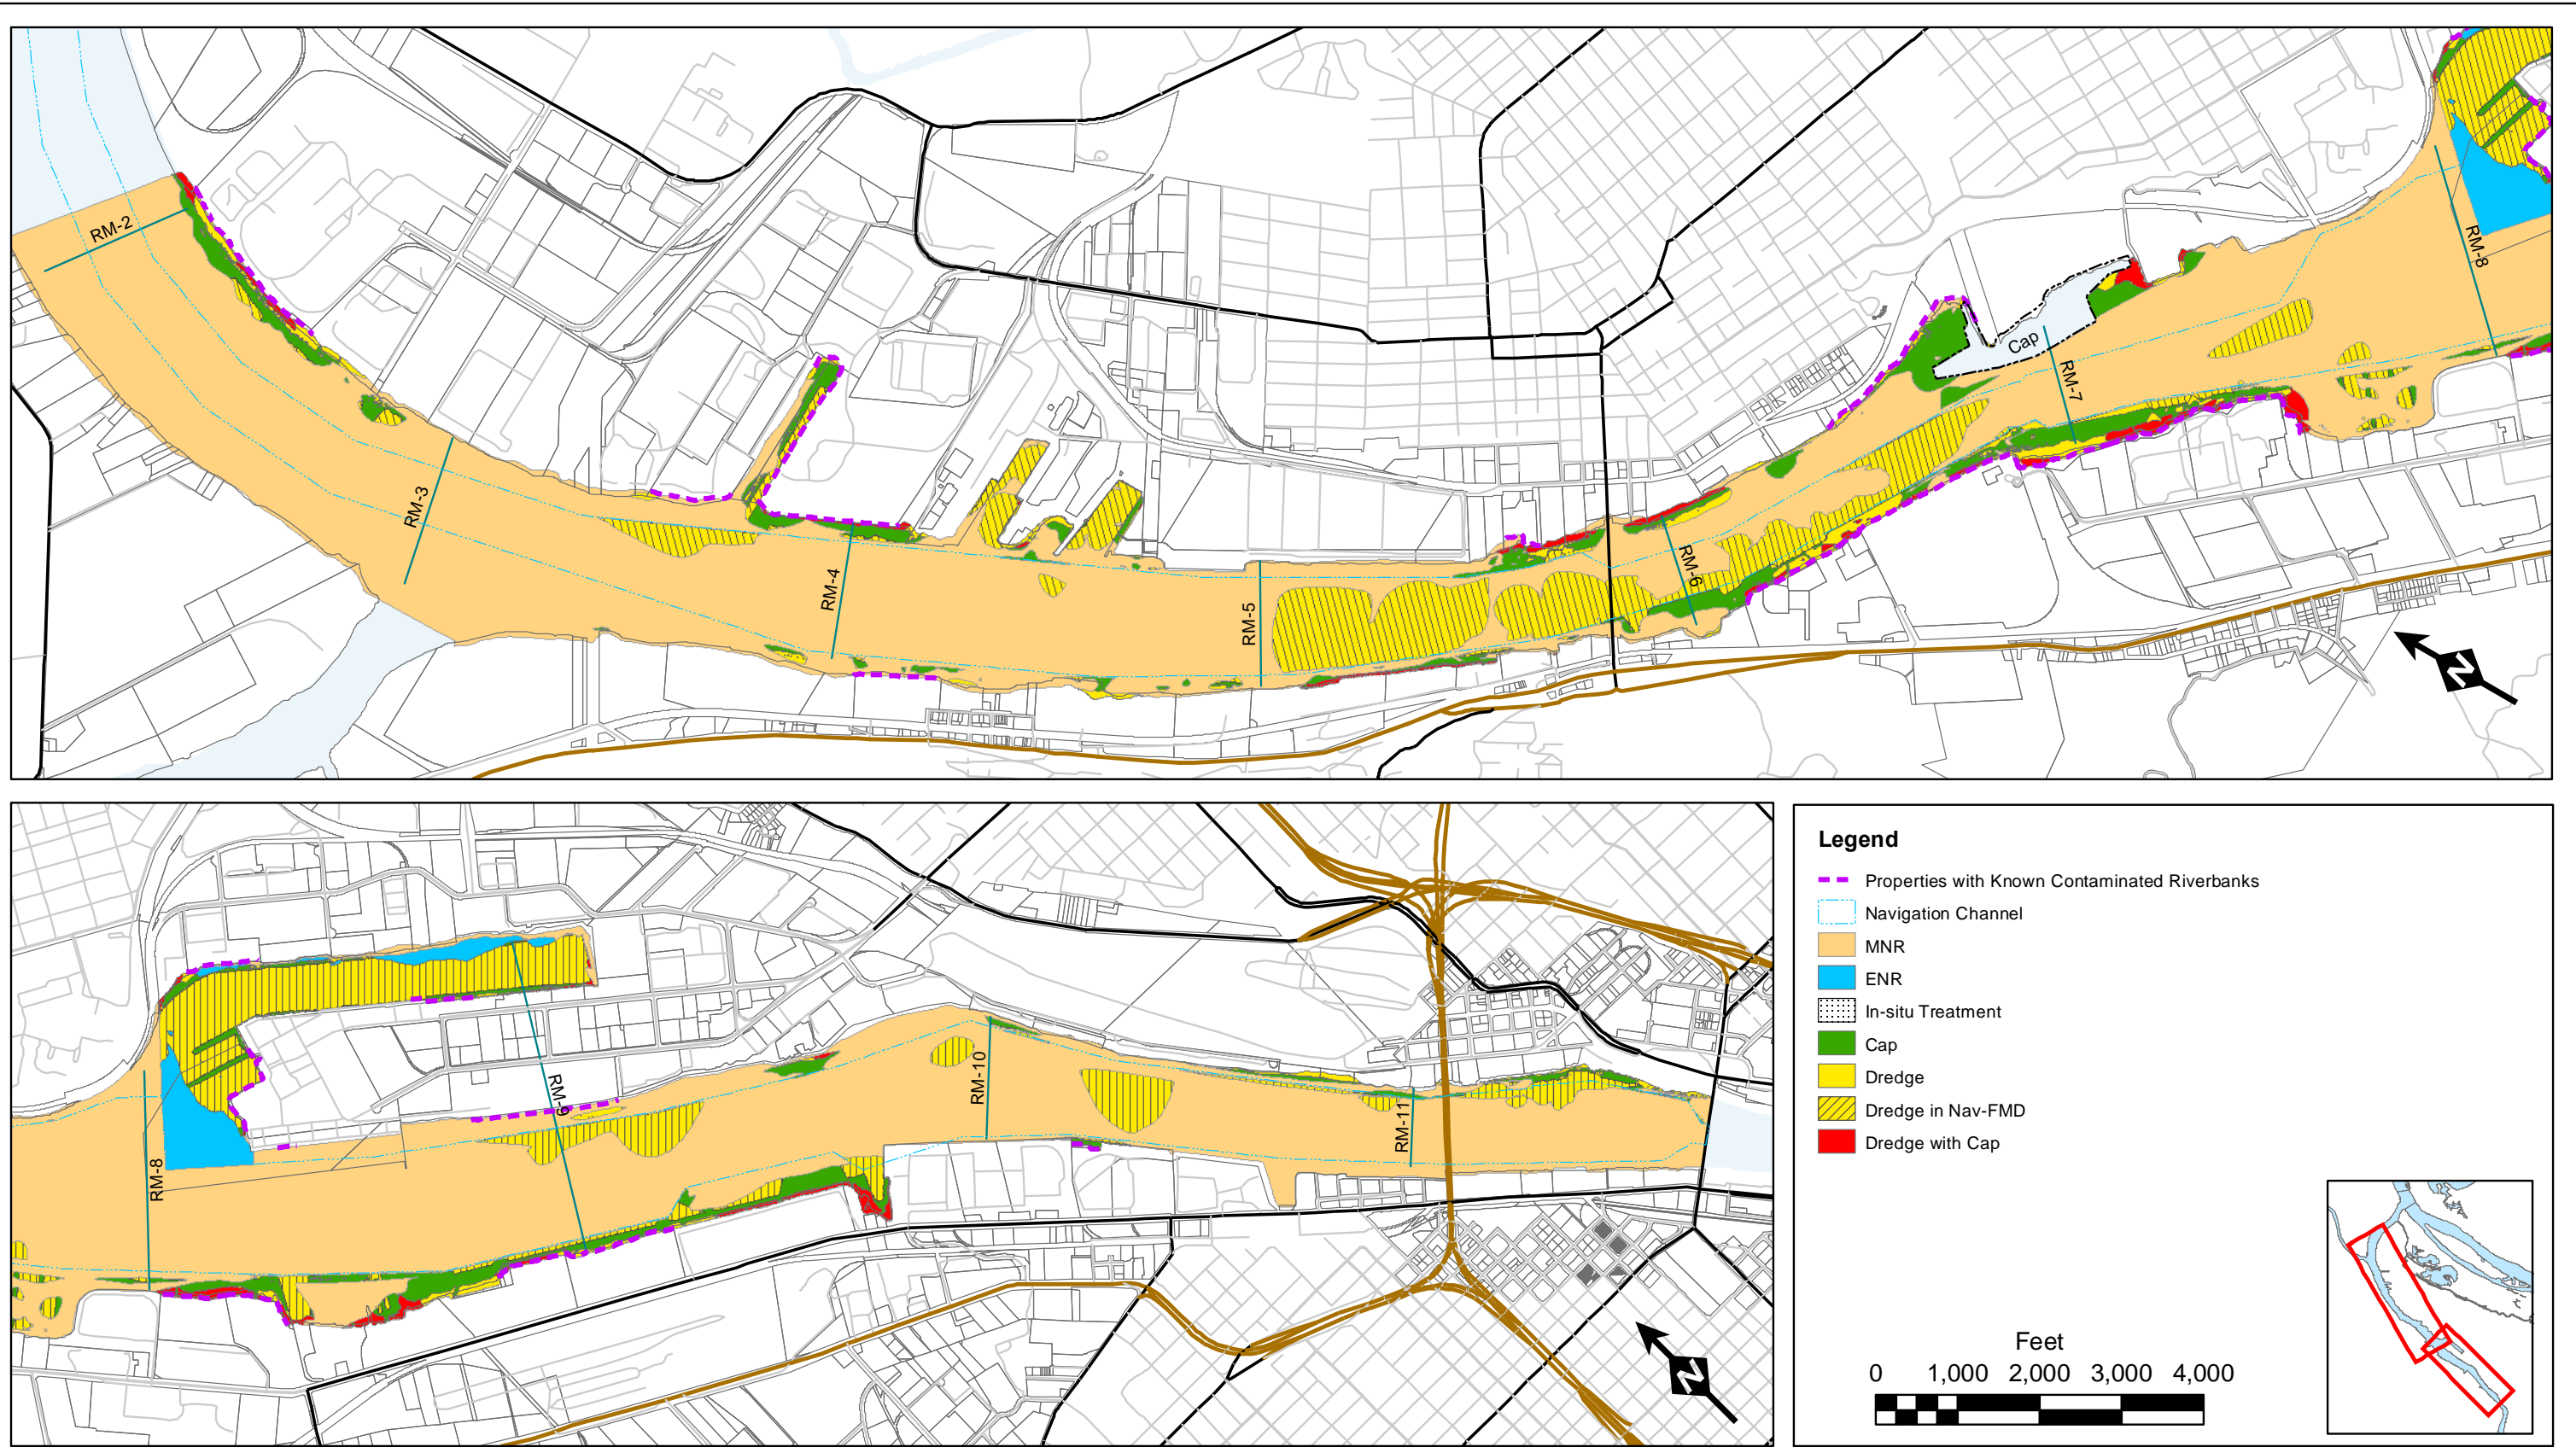 RM-2
RM-3
RM-4
RM-5
RM-6
RM-7
Cap
RM-8
N
RM-8
RM-9
RM-10
RM-11
N
Legend
Properties with Known Contaminated Riverbanks
Navigation Channel
MNR
ENR
In-situ Treatment
Cap
Dredge
Dredge in Nav-FMD
Dredge with Cap
Feet
0 1,000 2,000 3,000 4,000